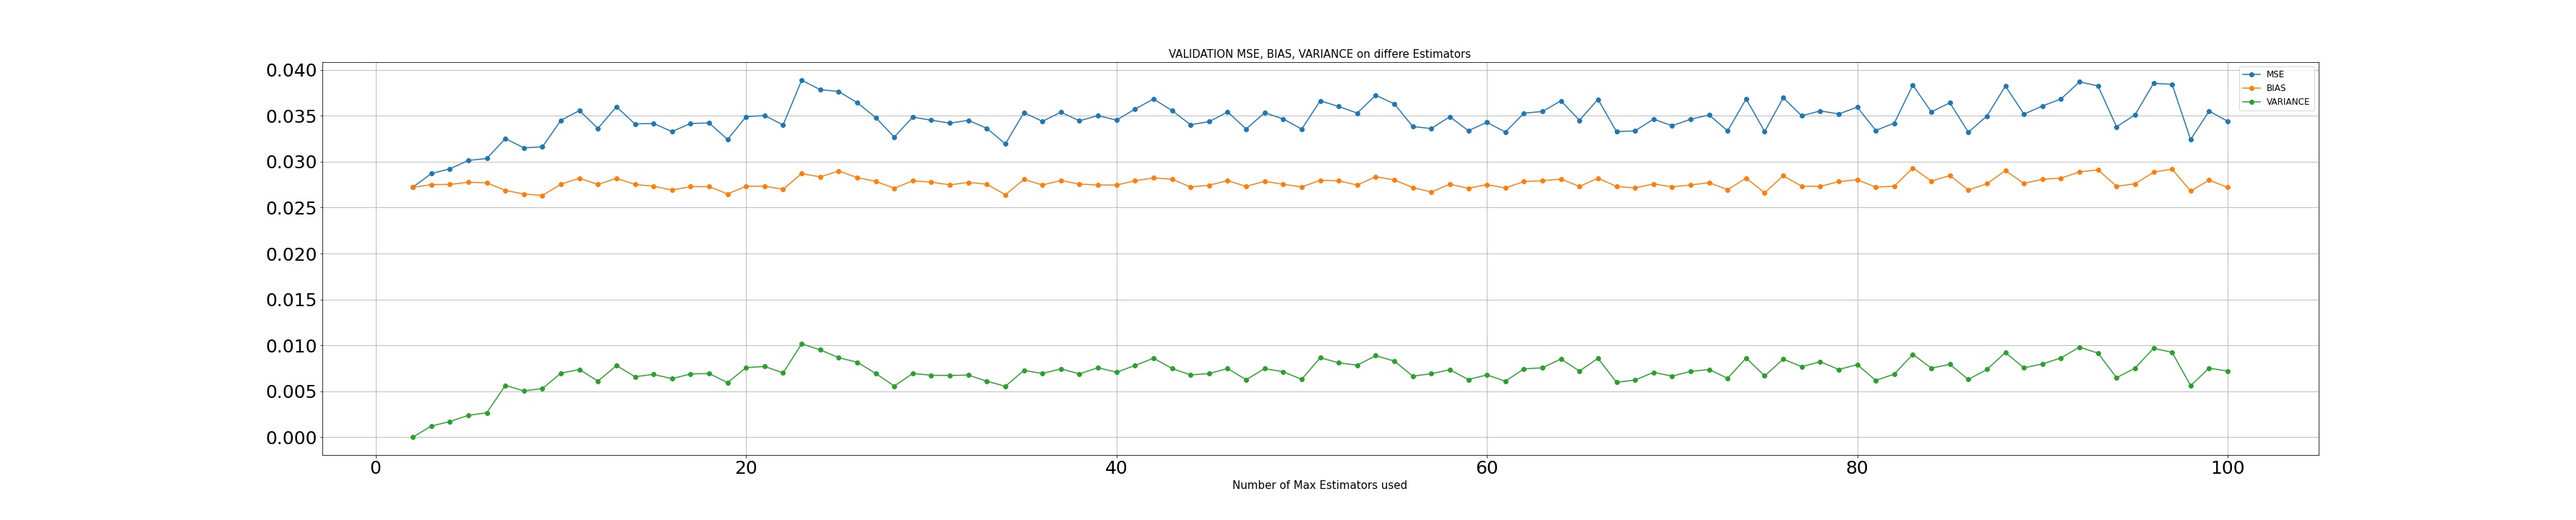 VALIDATION MSE, BIAS, VARIANCE on differe Estimators
0.040
0.035
0.030
0.025
0.020
0.015
0.010
0.005
0.000
MSE
BIAS
VARIANCE
0 20 40 60 80 100
Number of Max Estimators used